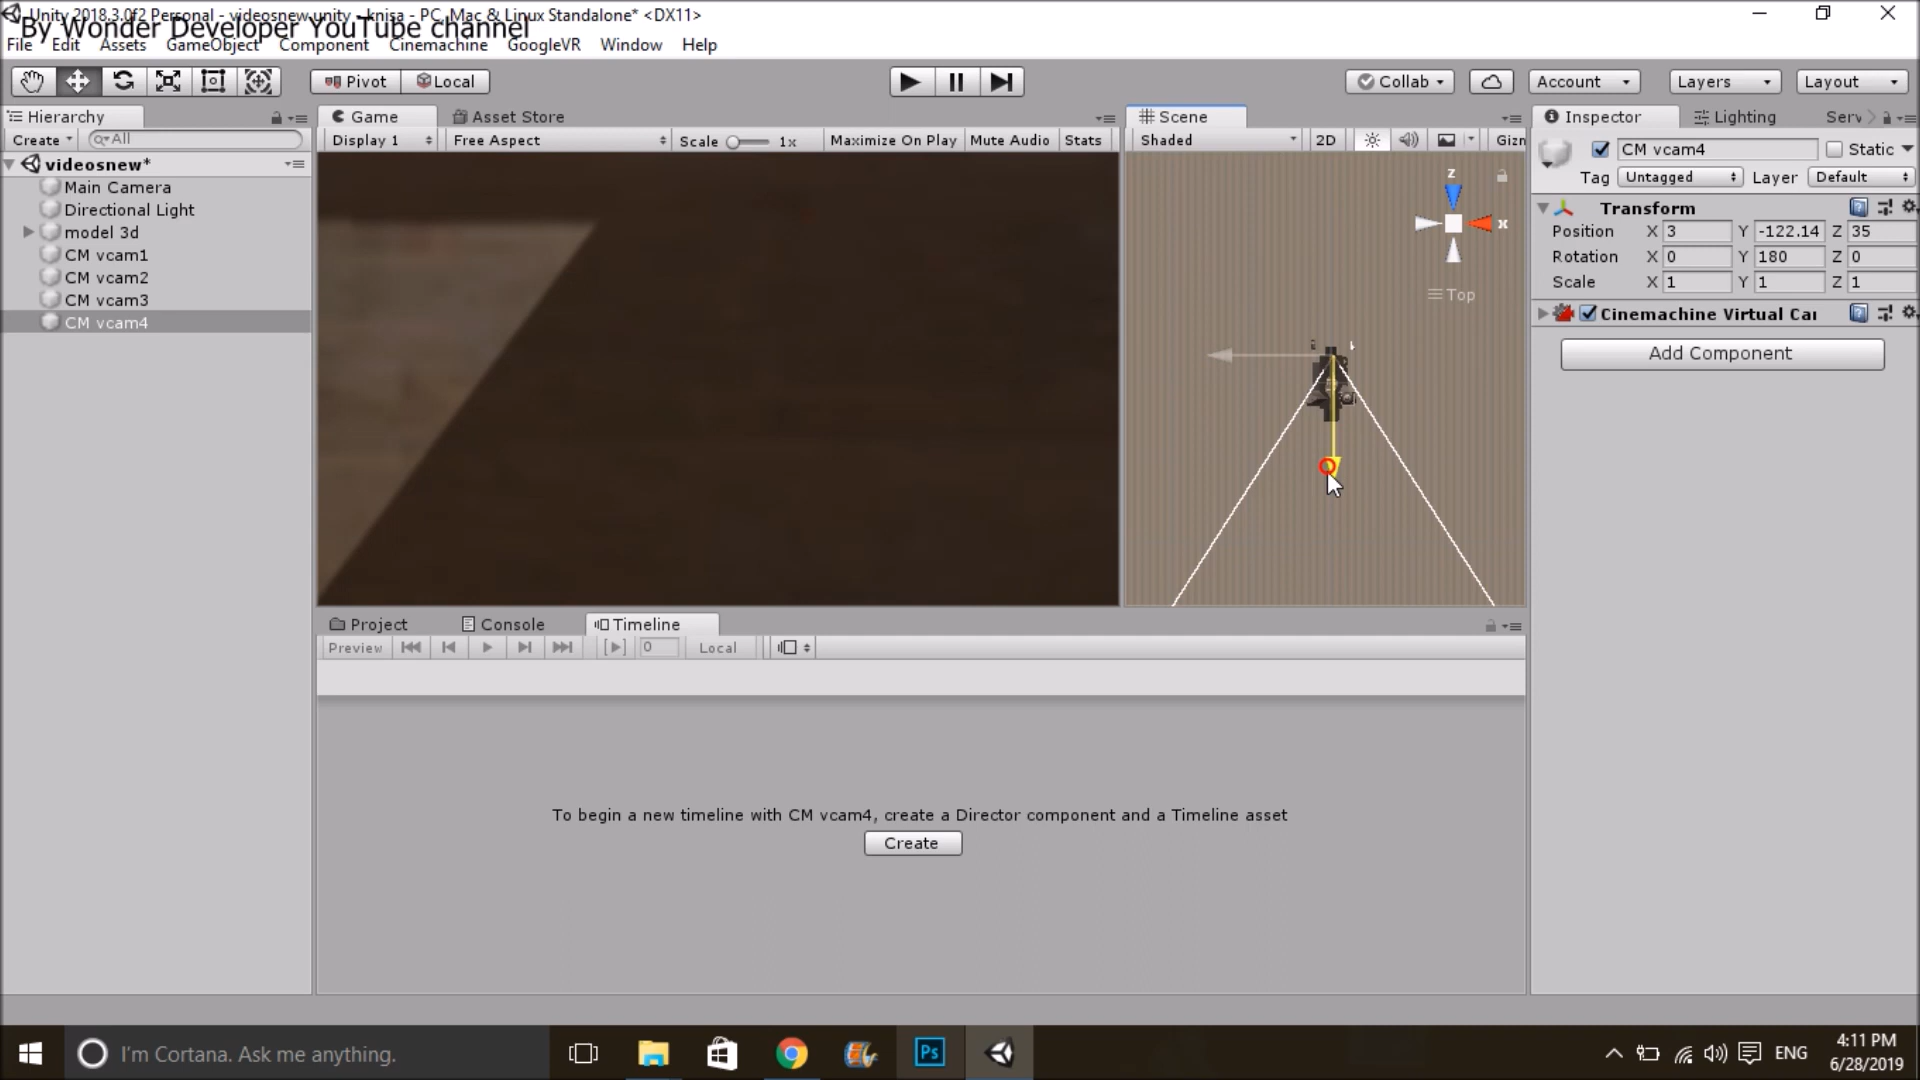 Unity 2018.3.0f2 Personal - videosnew.unity - knisa - PC, Mac & Linux Standalone* <DX11>
By Wonder Developer YouTube channel
File Edit Assets GameObject Component Cinemachine GoogleVR Window Help
Pivot Local Collab Account Layers Layout
Hierarchy Game Asset Store Scene Inspector Lighting Serv
Create All Display 1 Free Aspect Scale 1x Maximize On Play Mute Audio Stats Shaded 2D Gizn
CM vcam4 Static
Tag Untagged Layer Default
videosnew*
Main Camera
Directional Light
model 3d
CM vcam1
CM vcam2
CM vcam3
CM vcam4
z
x
Top
Transform
Position X 3 Y -122.14 Z 35
Rotation X 0 Y 180 Z 0
Scale X 1 Y 1 Z 1
Cinemachine Virtual Cai
Add Component
Project Console Timeline
Preview 0 Local
To begin a new timeline with CM vcam4, create a Director component and a Timeline asset
Create
I'm Cortana. Ask me anything.
Ps
ENG
4:11 PM
6/28/2019